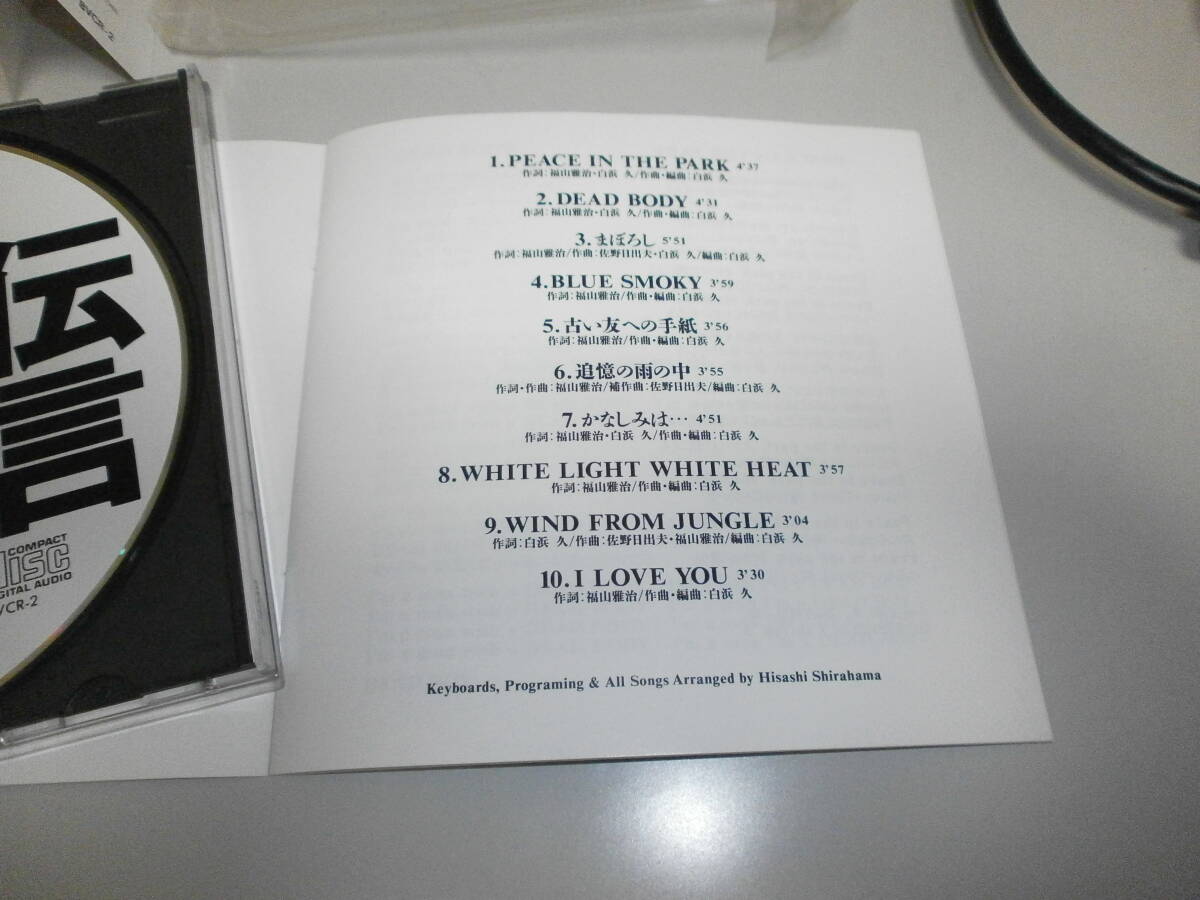 BVCR-2
1.PEACE IN THE PARK 4'37
作詞:福山雅治・白浜 久/作曲・編曲:白浜 久
2.DEAD BODY 4'31
作詞:福山雅治・白浜 久/作曲・編曲:白浜 久
3.まぼろし 5'51
作詞:福山雅治/作曲:佐野日出夫・白浜 久/編曲:白浜 久
4.BLUE SMOKY 3'59
作詞:福山雅治/作曲・編曲:白浜 久
5.古い友への手紙 3'56
作詞:福山雅治/作曲・編曲:白浜 久
6.追憶の雨の中 3'55
作詞・作曲:福山雅治/補作曲:佐野日出夫/編曲:白浜 久
7.かなしみは… 4'51
作詞:福山雅治・白浜 久/作曲・編曲:白浜 久
8.WHITE LIGHT WHITE HEAT 3'57
作詞:福山雅治/作曲・編曲:白浜 久
9.WIND FROM JUNGLE 3'04
作詞:白浜 久/作曲:佐野日出夫・福山雅治/編曲:白浜 久
10.I LOVE YOU 3'30
作詞:福山雅治/作曲・編曲:白浜 久
Keyboards, Programing & All Songs Arranged by Hisashi Shirahama
伝言
COMPACT
disc
DIGITAL AUDIO
VCR-2